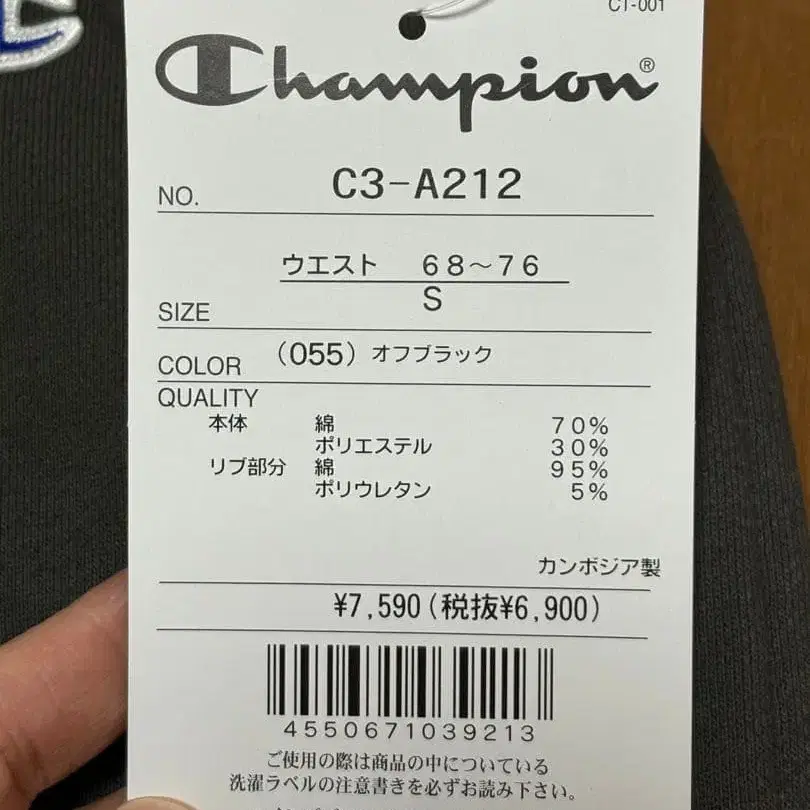 CT-001
Champion®
NO. C3-A212
ウエスト 68~76
SIZE S
COLOR (055) オフブラック
QUALITY
本体 綿 70%
ポリエステル 30%
リブ部分 綿 95%
ポリウレタン 5%
カンボジア製
¥7,590(税抜¥6,900)
4550671039213
ご使用の際は商品の中についている
洗濯ラベルの注意書きを必ずお読み下さい。